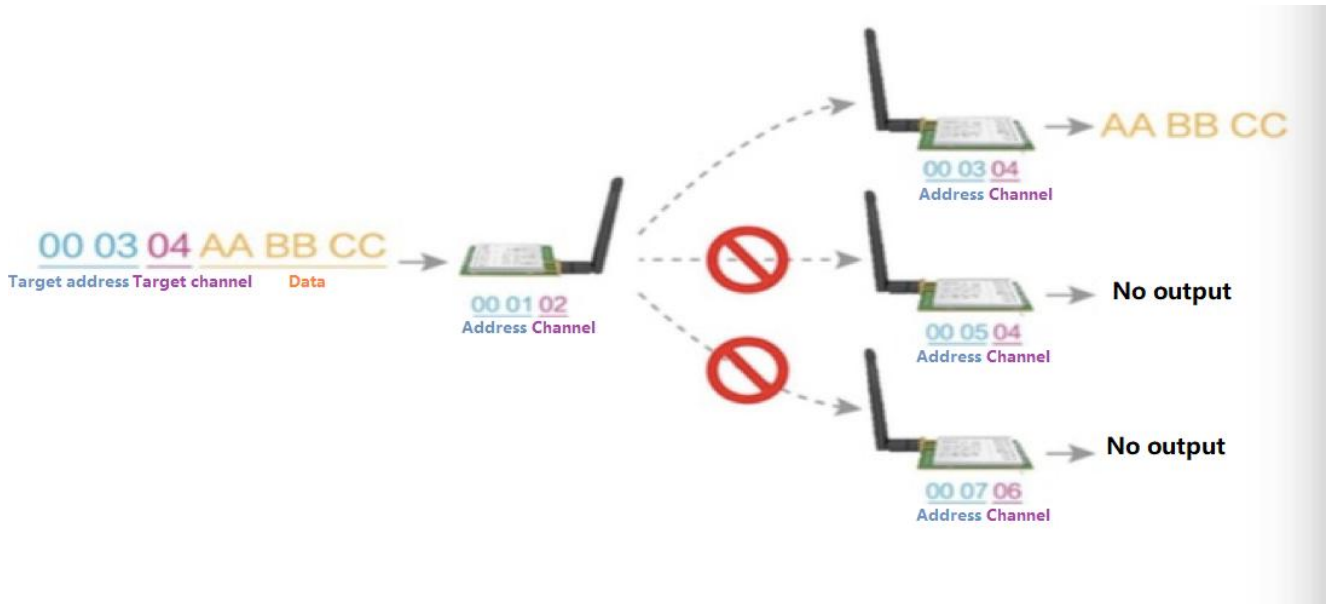 00 03 04 AA BB CC
Target address Target channel Data
00 01 02
Address Channel
AA BB CC
00 03 04
Address Channel
No output
00 05 04
Address Channel
No output
00 07 06
Address Channel